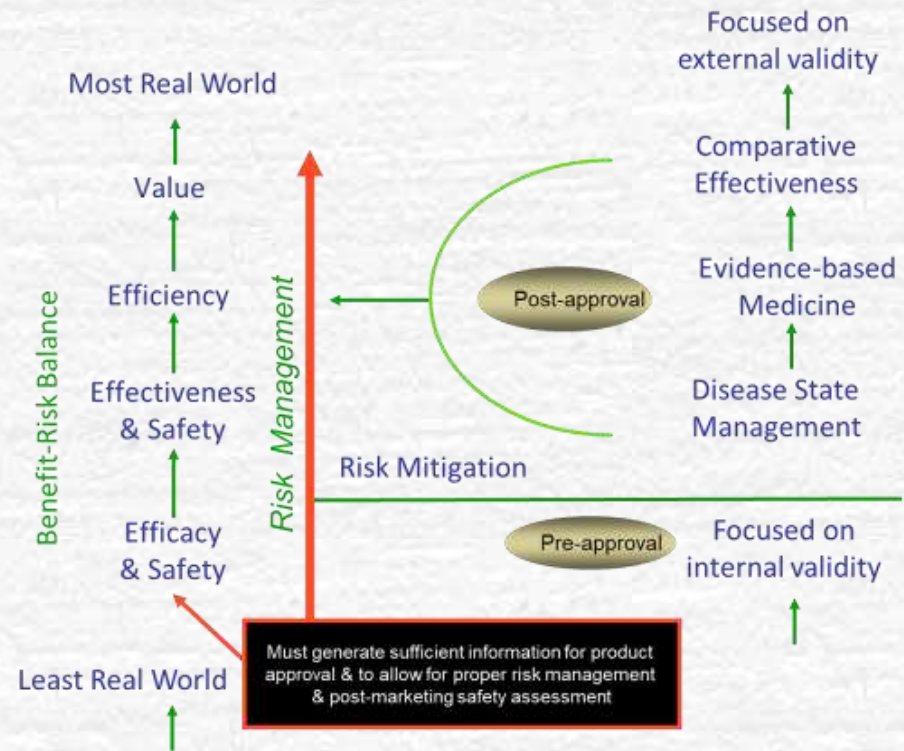 Most Real World
Value
Efficiency
Effectiveness
& Safety
Efficacy
& Safety
Least Real World
Benefit-Risk Balance
Risk Management
Must generate sufficient information for product
approval & to allow for proper risk management
& post-marketing safety assessment
Risk Mitigation
Post-approval
Pre-approval
Focused on
external validity
Comparative
Effectiveness
Evidence-based
Medicine
Disease State
Management
Focused on
internal validity